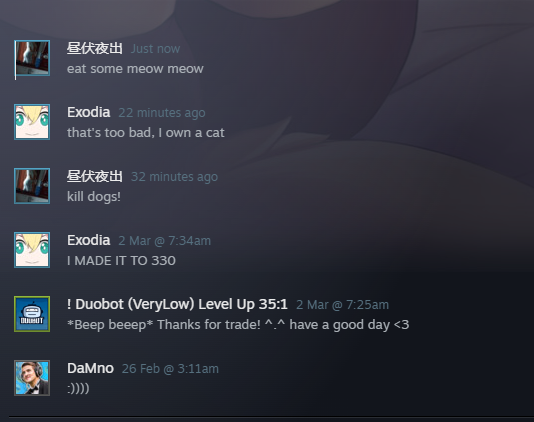 昼伏夜出 Just now
eat some meow meow
Exodia 22 minutes ago
that's too bad, I own a cat
昼伏夜出 32 minutes ago
kill dogs!
Exodia 2 Mar @ 7:34am
I MADE IT TO 330
! Duobot (VeryLow) Level Up 35:1 2 Mar @ 7:25am
*Beep beeep* Thanks for trade! ^.^ have a good day <3
DaMno 26 Feb @ 3:11am
:))))